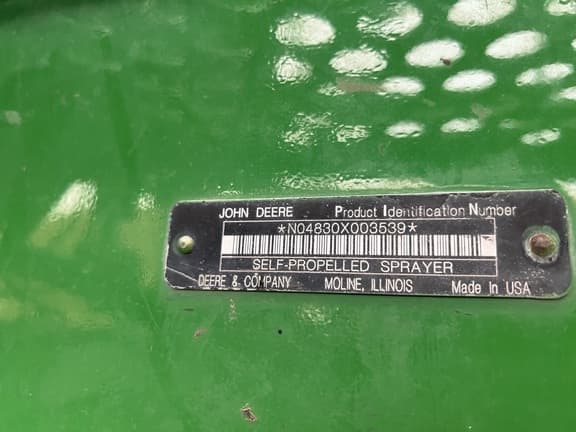 JOHN DEERE Product Identification Number
*N04830X003539*
SELF-PROPELLED SPRAYER
DEERE & COMPANY MOLINE, ILLINOIS Made In USA